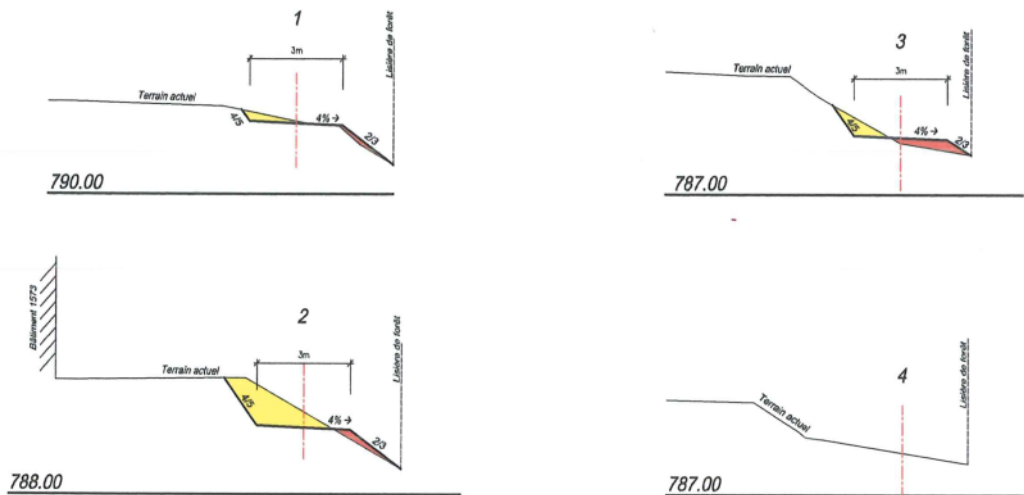 1
3m
Lisière de forêt
Terrain actuel
4/5
4% →
2/3
790.00
3
3m
Lisière de forêt
Terrain actuel
4/5
4% →
2/3
787.00
2
Bâtiment 1573
3m
Lisière de forêt
Terrain actuel
4/5
4% →
2/3
788.00
4
Lisière de forêt
Terrain actuel
787.00